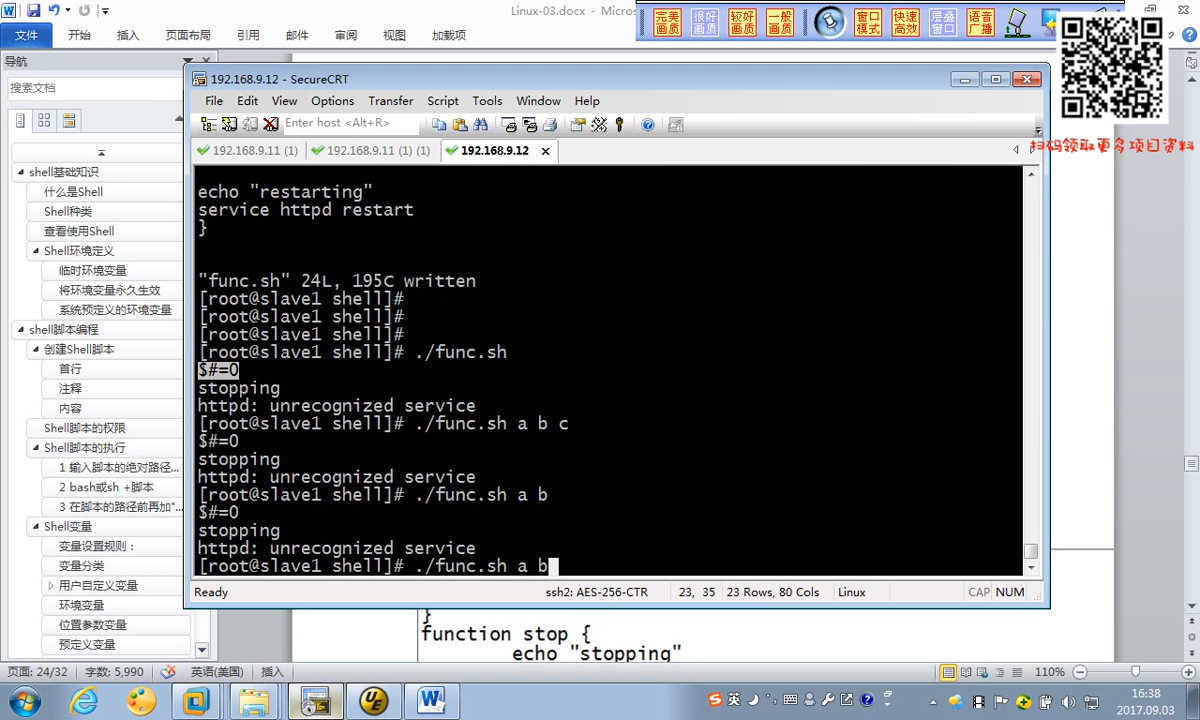 Linux-03.docx - Micros
文件 开始 插入 页面布局 引用 邮件 审阅 视图 加载项
完美画质 很好画质 较好画质 一般画质 窗口模式 快速高效 层叠窗口 语音广播
扫码领取更多项目资料
导航
搜索文档
shell基础知识
什么是Shell
Shell种类
查看使用Shell
Shell环境定义
临时环境变量
将环境变量永久生效
系统预定义的环境变量
shell脚本编程
创建Shell脚本
首行
注释
内容
Shell脚本的权限
Shell脚本的执行
1 输入脚本的绝对路径...
2 bash或sh +脚本
3 在脚本的路径前再加"...
Shell变量
变量设置规则：
变量分类
用户自定义变量
环境变量
位置参数变量
预定义变量
192.168.9.12 - SecureCRT
File Edit View Options Transfer Script Tools Window Help
Enter host <Alt+R>
192.168.9.11 (1) 192.168.9.11 (1) (1) 192.168.9.12
echo "restarting"
service httpd restart
}
"func.sh" 24L, 195C written
[root@slave1 shell]#
[root@slave1 shell]#
[root@slave1 shell]#
[root@slave1 shell]# ./func.sh
$#=0
stopping
httpd: unrecognized service
[root@slave1 shell]# ./func.sh a b c
$#=0
stopping
httpd: unrecognized service
[root@slave1 shell]# ./func.sh a b
$#=0
stopping
httpd: unrecognized service
[root@slave1 shell]# ./func.sh a b
Ready ssh2: AES-256-CTR 23, 35 23 Rows, 80 Cols Linux CAP NUM
}
function stop {
echo "stopping"
页面: 24/32 字数: 5,990 英语(美国) 插入 110%
英
16:38
2017.09.03